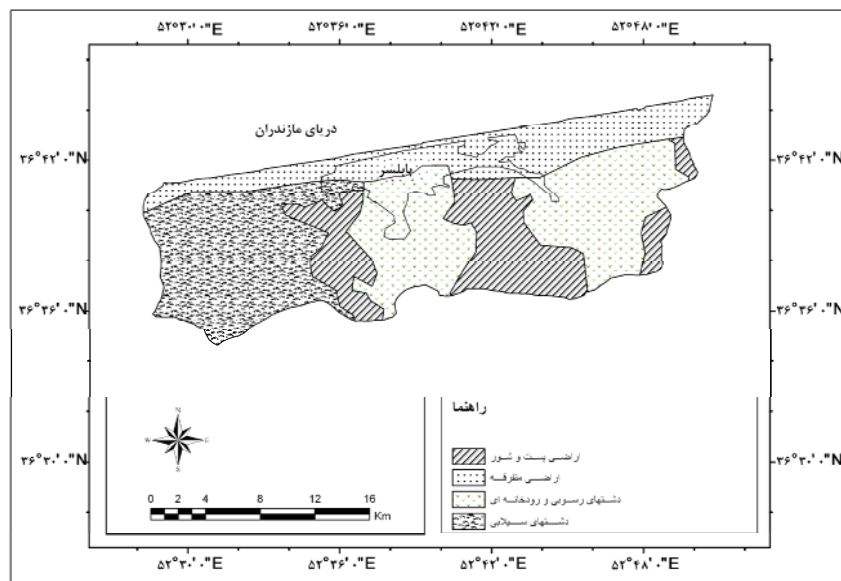 ۵۲°۳۰'۰"E ۵۲°۳۶'۰"E ۵۲°۴۲'۰"E ۵۲°۴۸'۰"E
دریای مازندران
۳۶°۴۲'۰"N ۳۶°۴۲'۰"N
بابلسر
۳۶°۳۶'۰"N ۳۶°۳۶'۰"N
راهنما
N
W E
S
اراضی پست و شور
۳۶°۳۰'۰"N ۳۶°۳۰'۰"N
اراضی متفرقه
دشتهای رسوبی و رودخانه ای
دشتهای سیلابی
0 2 4 8 12 16
Km
۵۲°۳۰'۰"E ۵۲°۳۶'۰"E ۵۲°۴۲'۰"E ۵۲°۴۸'۰"E